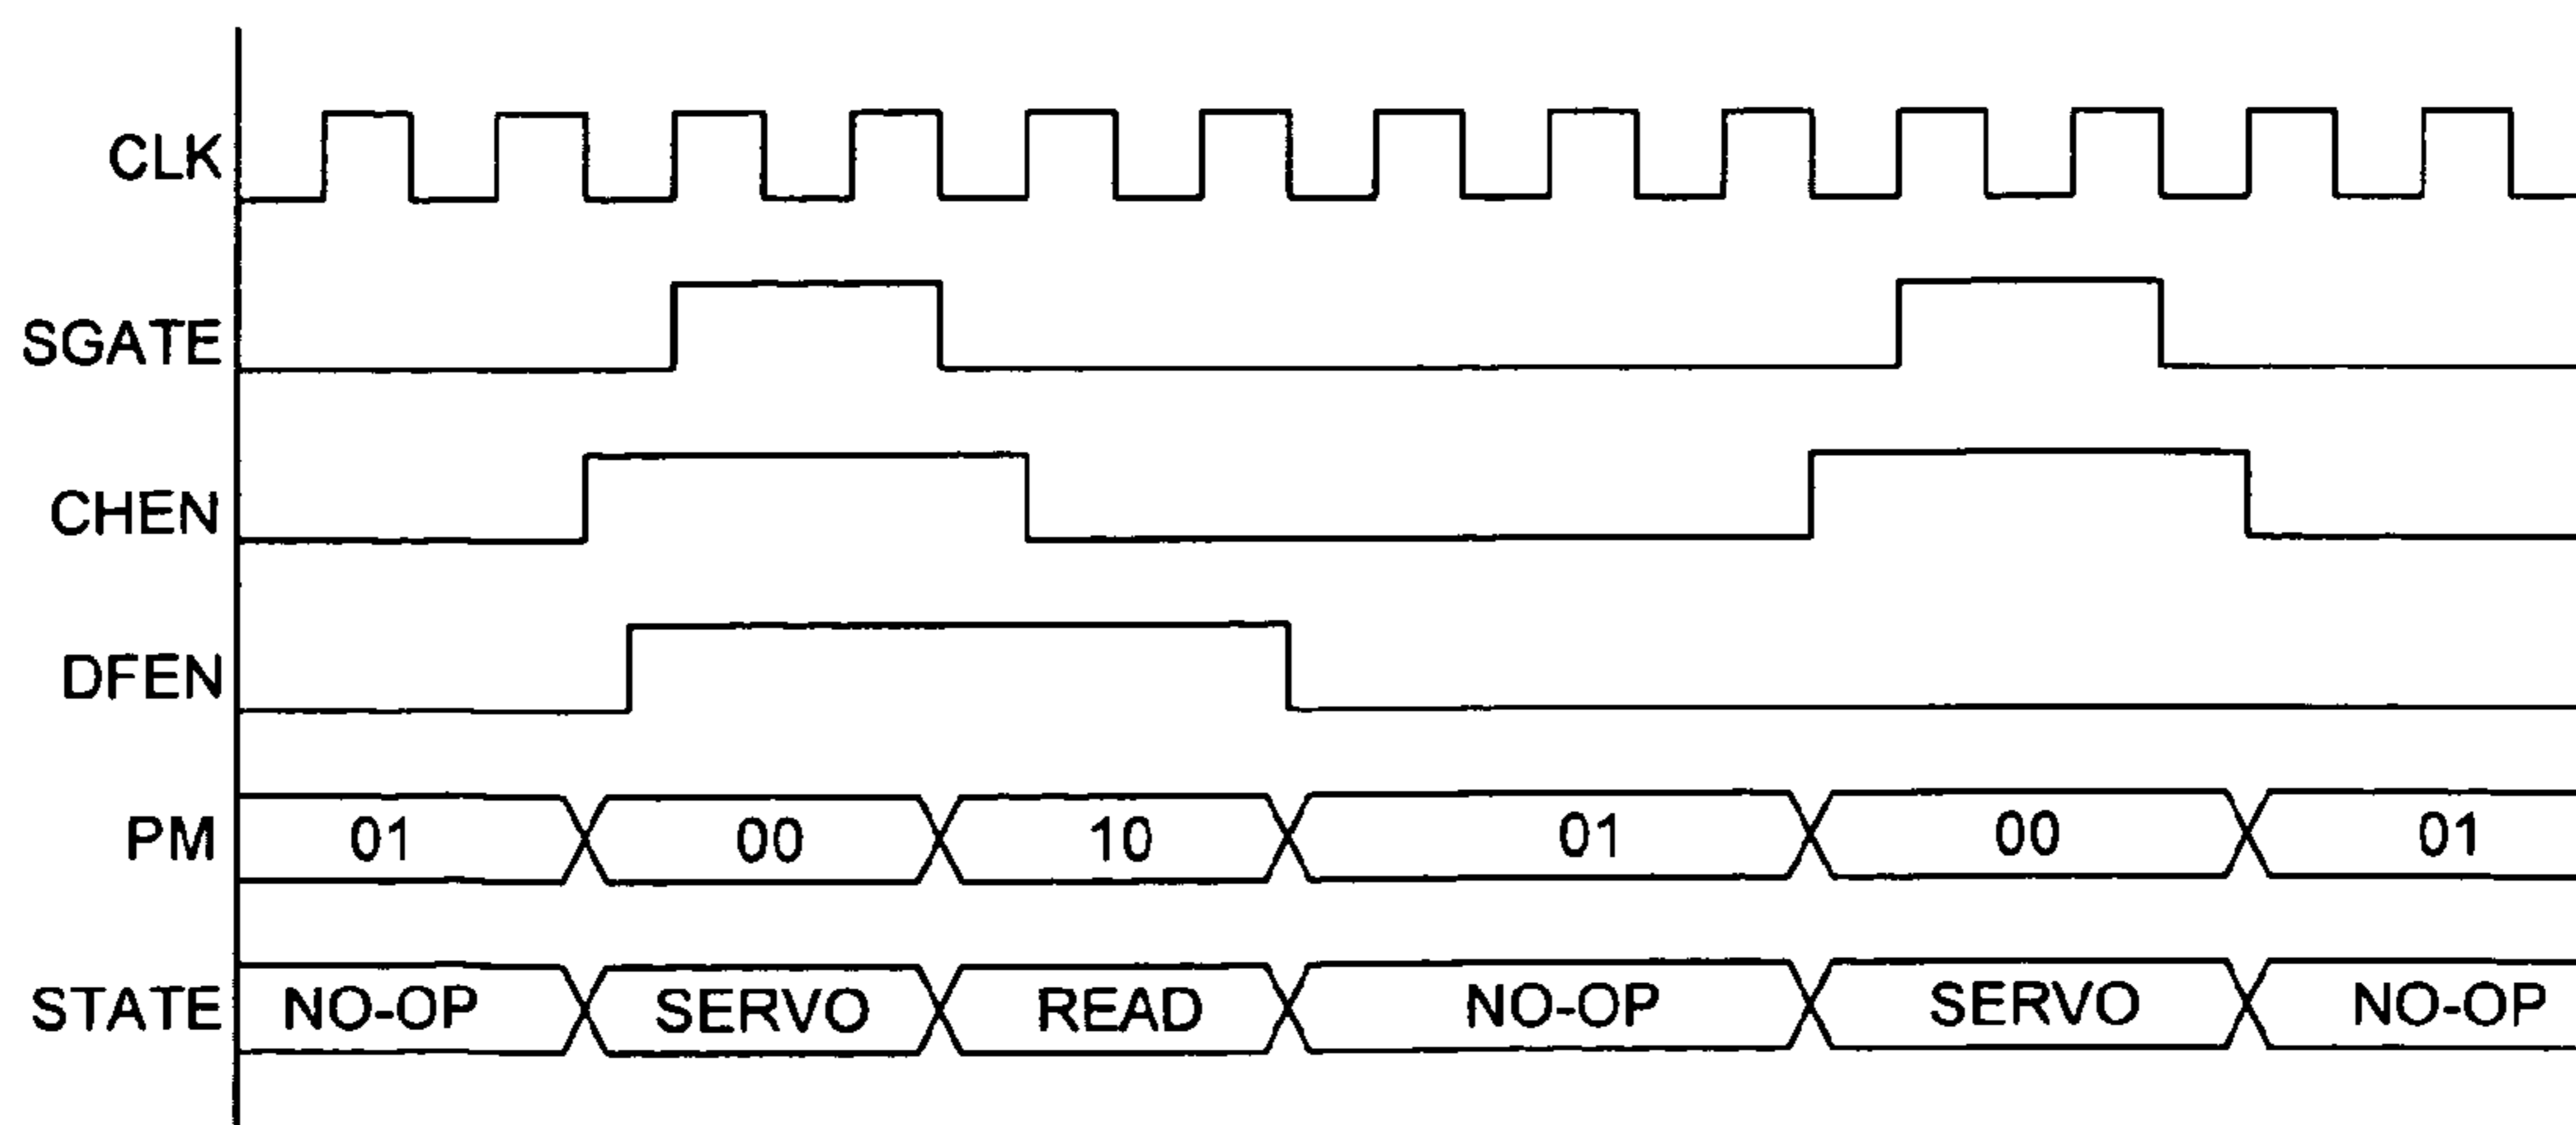 CLK
SGATE
CHEN
DFEN
PM 01 00 10 01 00 01
STATE NO-OP SERVO READ NO-OP SERVO NO-OP